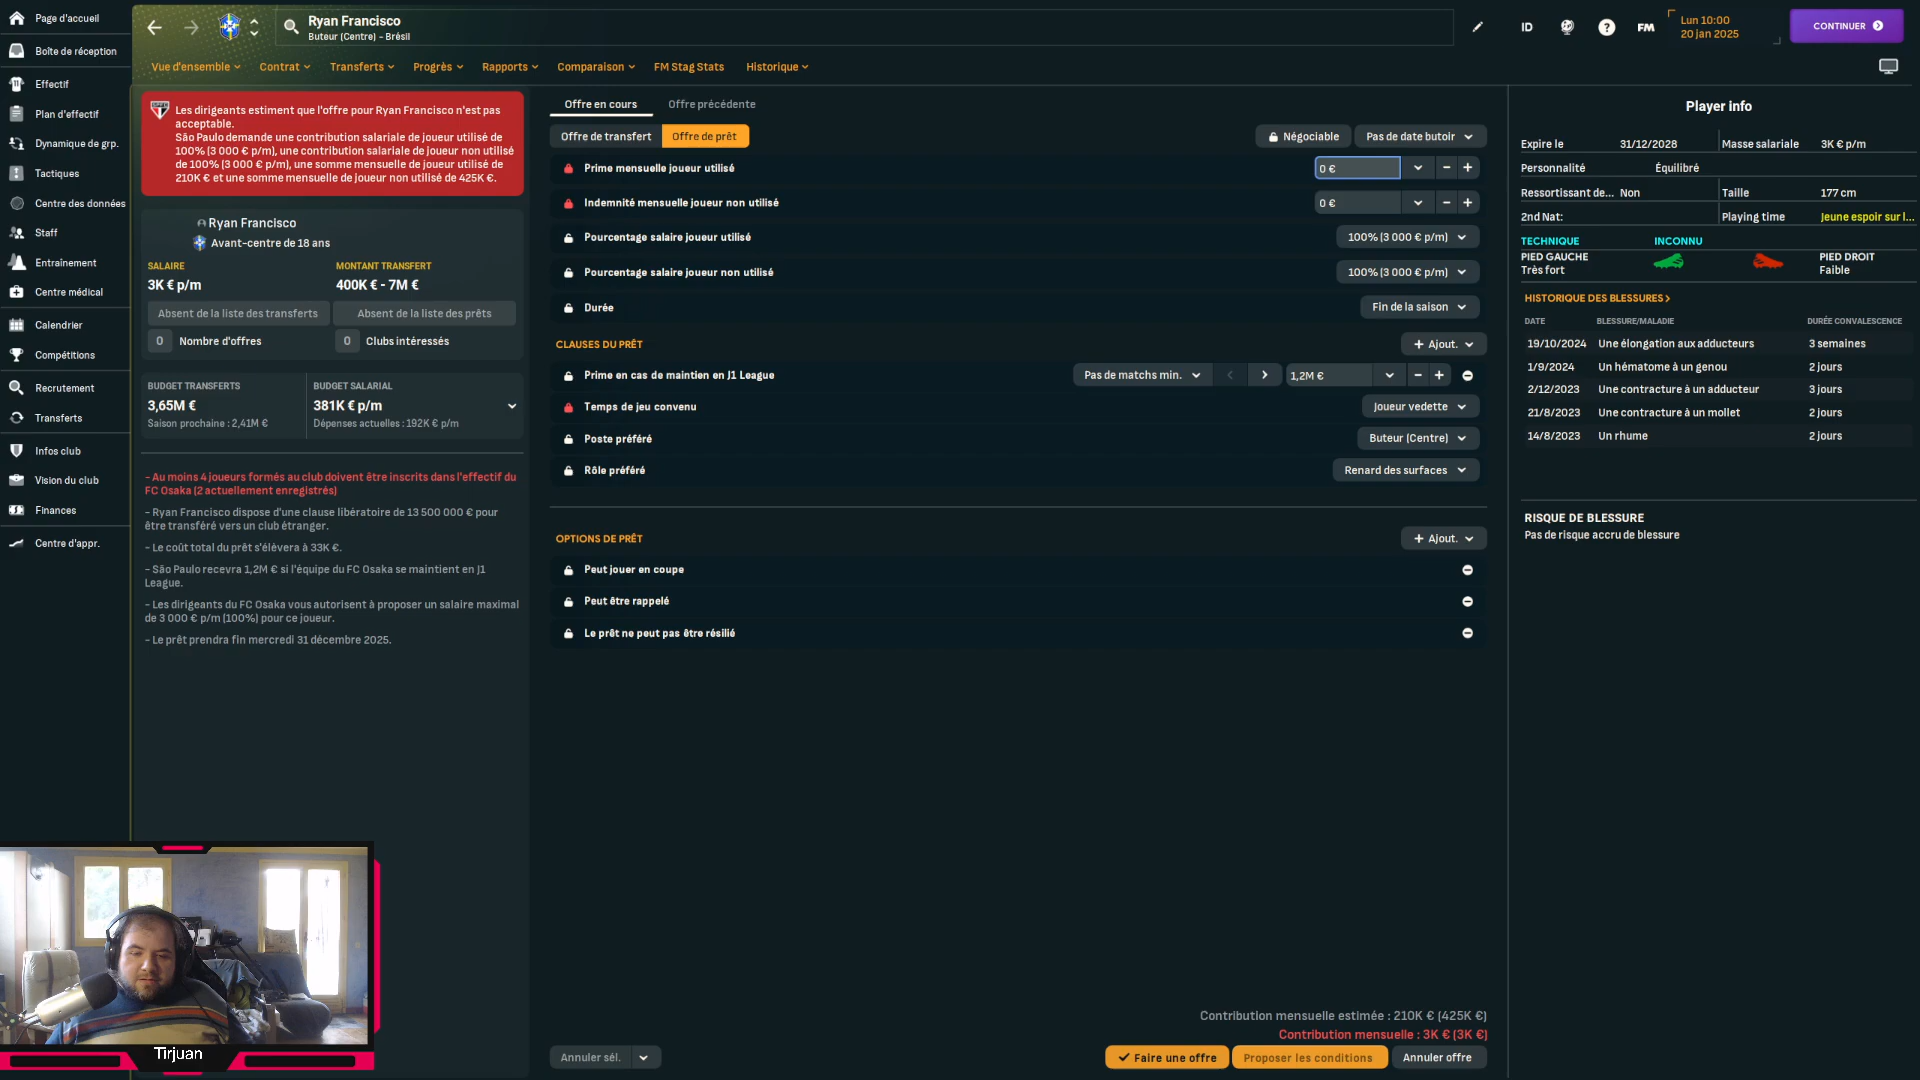 Page d'accueil
Boîte de réception
Effectif
Plan d'effectif
Dynamique de grp.
Tactiques
Centre des données
Staff
Entraînement
Centre médical
Calendrier
Compétitions
Recrutement
Transferts
Infos club
Vision du club
Finances
Centre d'appr.
Ryan Francisco
Buteur (Centre) - Brésil
ID
FM
Lun 10:00
20 jan 2025
CONTINUER
Vue d'ensemble
Contrat
Transferts
Progrès
Rapports
Comparaison
FM Stag Stats
Historique
Les dirigeants estiment que l'offre pour Ryan Francisco n'est pas
acceptable.
São Paulo demande une contribution salariale de joueur utilisé de
100% (3 000 € p/m), une contribution salariale de joueur non utilisé
de 100% (3 000 € p/m), une somme mensuelle de joueur utilisé de
210K € et une somme mensuelle de joueur non utilisé de 425K €.
Ryan Francisco
Avant-centre de 18 ans
SALAIRE
MONTANT TRANSFERT
3K € p/m
400K € - 7M €
Absent de la liste des transferts
Absent de la liste des prêts
0 Nombre d'offres
0 Clubs intéressés
BUDGET TRANSFERTS
BUDGET SALARIAL
3,65M €
381K € p/m
Saison prochaine : 2,41M €
Dépenses actuelles : 192K € p/m
- Au moins 4 joueurs formés au club doivent être inscrits dans l'effectif du
FC Osaka (2 actuellement enregistrés)
- Ryan Francisco dispose d'une clause libératoire de 13 500 000 € pour
être transféré vers un club étranger.
- Le coût total du prêt s'élèvera à 33K €.
- São Paulo recevra 1,2M € si l'équipe du FC Osaka se maintient en J1
League.
- Les dirigeants du FC Osaka vous autorisent à proposer un salaire maximal
de 3 000 € p/m (100%) pour ce joueur.
- Le prêt prendra fin mercredi 31 décembre 2025.
Offre en cours
Offre précédente
Offre de transfert
Offre de prêt
Négociable
Pas de date butoir
Prime mensuelle joueur utilisé
0 €
Indemnité mensuelle joueur non utilisé
0 €
Pourcentage salaire joueur utilisé
100% (3 000 € p/m)
Pourcentage salaire joueur non utilisé
100% (3 000 € p/m)
Durée
Fin de la saison
CLAUSES DU PRÊT
Ajout.
Prime en cas de maintien en J1 League
Pas de matchs min.
1,2M €
Temps de jeu convenu
Joueur vedette
Poste préféré
Buteur (Centre)
Rôle préféré
Renard des surfaces
OPTIONS DE PRÊT
Ajout.
Peut jouer en coupe
Peut être rappelé
Le prêt ne peut pas être résilié
Contribution mensuelle estimée : 210K € (425K €)
Contribution mensuelle : 3K € (3K €)
Annuler sél.
Faire une offre
Proposer les conditions
Annuler offre
Player info
Expire le 31/12/2028
Masse salariale 3K € p/m
Personnalité Équilibré
Ressortissant de... Non
Taille 177 cm
2nd Nat:
Playing time Jeune espoir sur l...
TECHNIQUE
INCONNU
PIED GAUCHE
Très fort
PIED DROIT
Faible
HISTORIQUE DES BLESSURES
DATE BLESSURE/MALADIE DURÉE CONVALESCENCE
19/10/2024 Une élongation aux adducteurs 3 semaines
1/9/2024 Un hématome à un genou 2 jours
2/12/2023 Une contracture à un adducteur 3 jours
21/8/2023 Une contracture à un mollet 2 jours
14/8/2023 Un rhume 2 jours
RISQUE DE BLESSURE
Pas de risque accru de blessure
Tirjuan